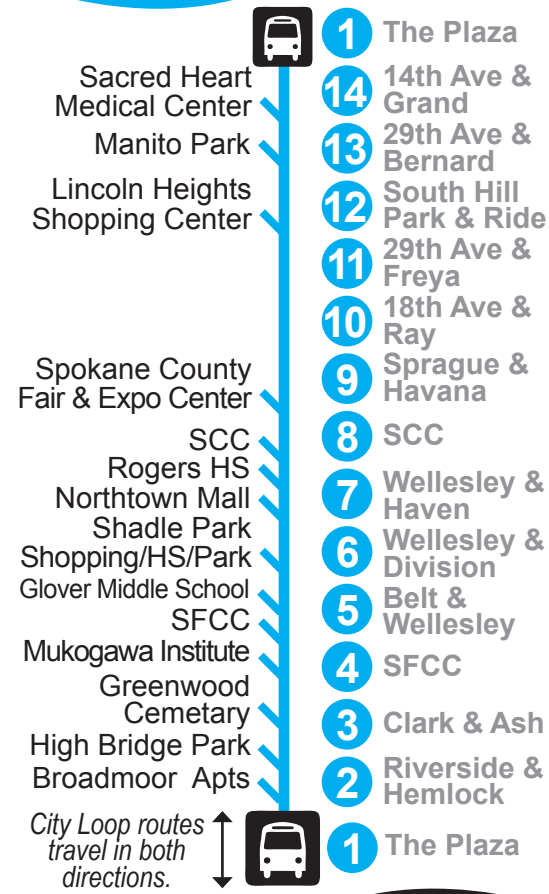 Sacred Heart
Medical Center
Manito Park
Lincoln Heights
Shopping Center
Spokane County
Fair & Expo Center
SCC
Rogers HS
Northtown Mall
Shadle Park
Shopping/HS/Park
Glover Middle School
SFCC
Mukogawa Institute
Greenwood
Cemetary
High Bridge Park
Broadmoor Apts
City Loop routes
travel in both
directions.
1 The Plaza
14 14th Ave &
Grand
13 29th Ave &
Bernard
12 South Hill
Park & Ride
11 29th Ave &
Freya
10 18th Ave &
Ray
9 Sprague &
Havana
8 SCC
7 Wellesley &
Haven
6 Wellesley &
Division
5 Belt &
Wellesley
4 SFCC
3 Clark & Ash
2 Riverside &
Hemlock
1 The Plaza